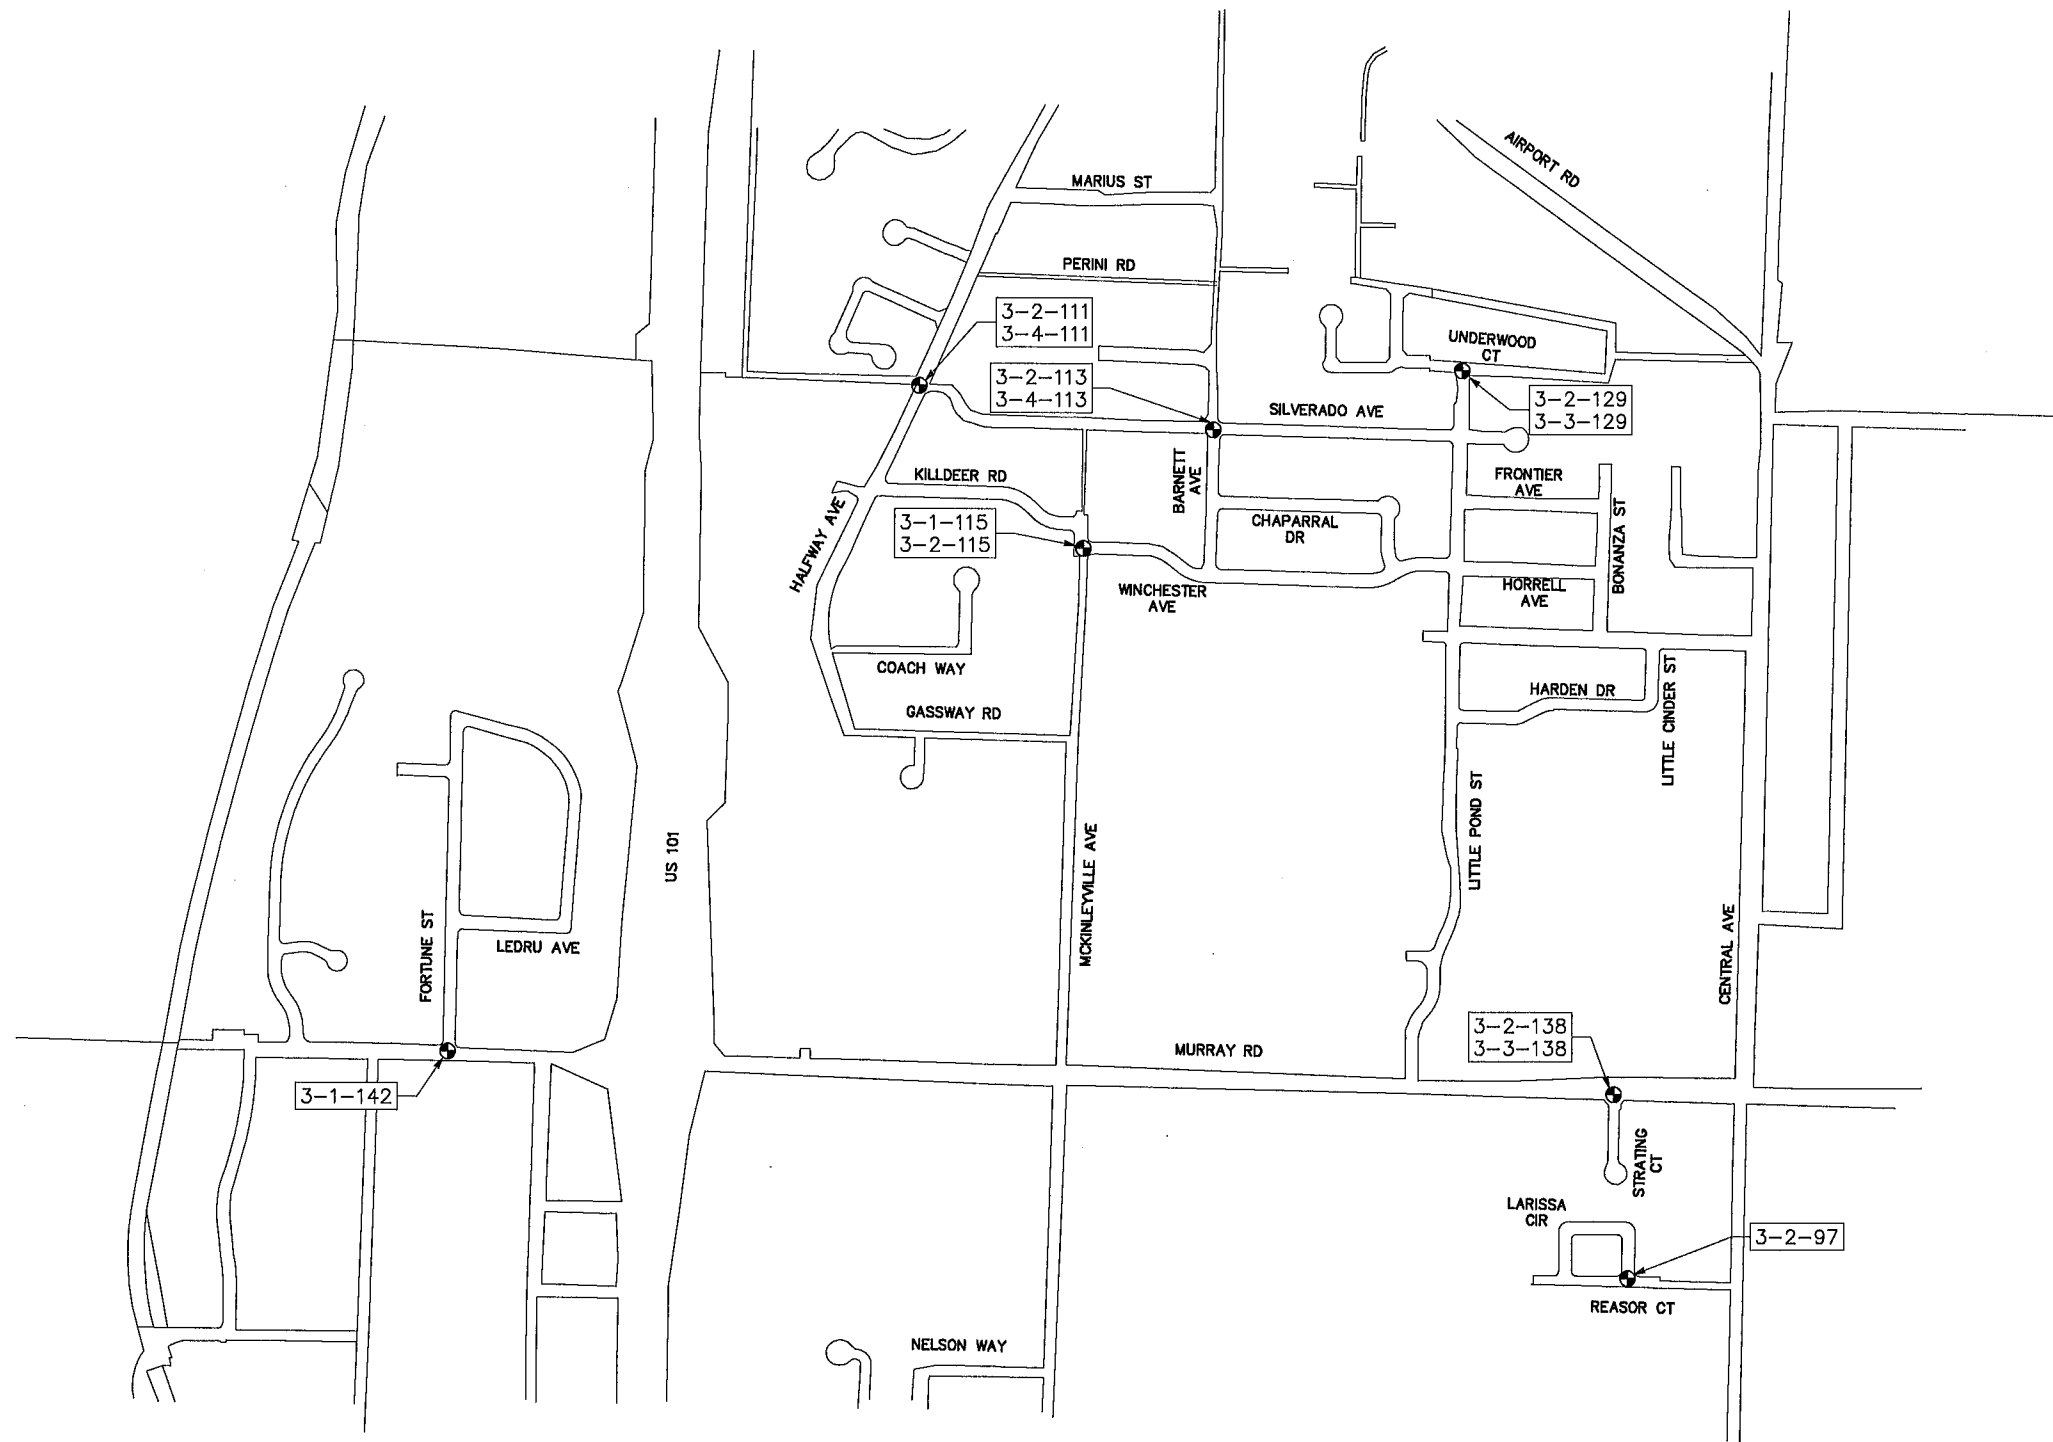 AIRPORT RD
MARIUS ST
PERINI RD
3-2-111
3-4-111
UNDERWOOD
CT
3-2-113
3-4-113
3-2-129
3-3-129
SILVERADO AVE
KILLDEER RD
BARNETT
AVE
FRONTIER
AVE
HALFWAY AVE
3-1-115
3-2-115
CHAPARRAL
DR
BONANZA ST
WINCHESTER
AVE
HORRELL
AVE
COACH WAY
HARDEN DR
LITTLE CINDER ST
GASSWAY RD
LITTLE POND ST
US 101
MCKINLEYVILLE AVE
FORTUNE ST
LEDRU AVE
CENTRAL AVE
3-2-138
3-3-138
MURRAY RD
3-1-142
STRATING
CT
LARISSA
CIR
3-2-97
REASOR CT
NELSON WAY